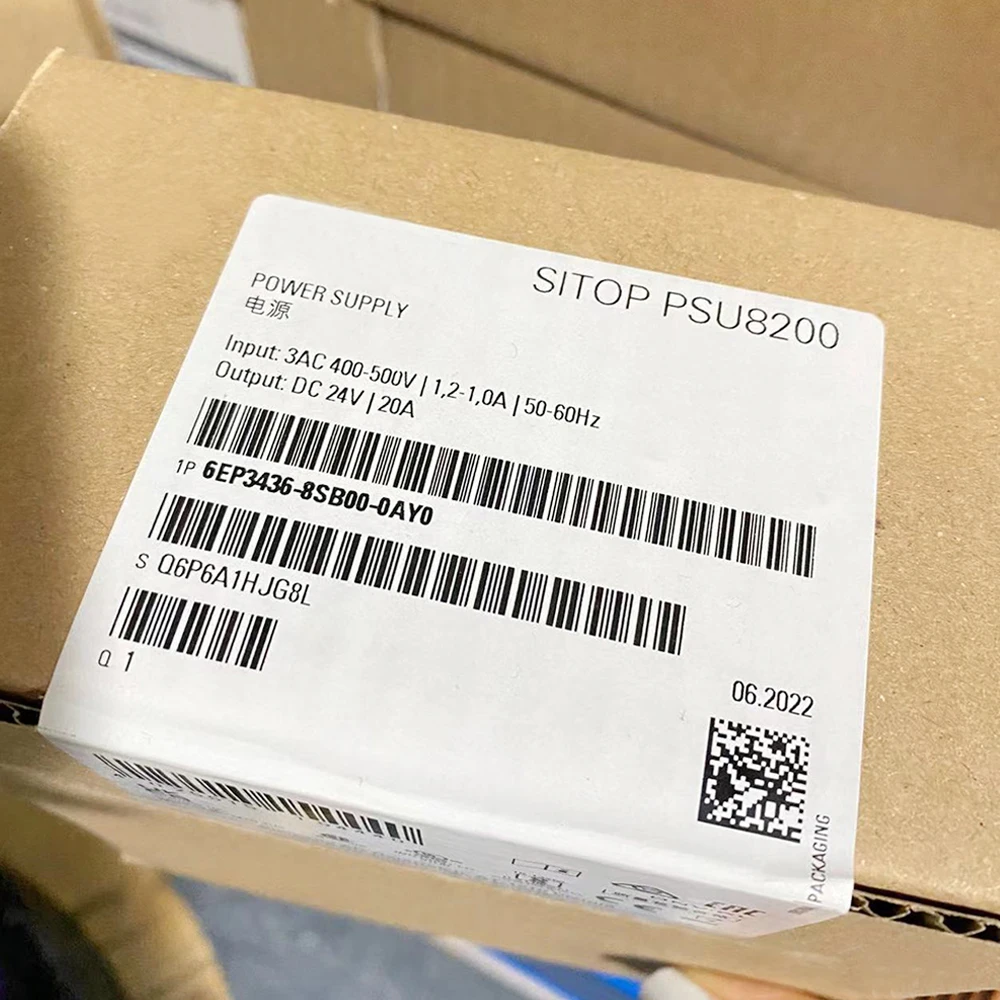 SITOP PSU8200
POWER SUPPLY
电源
Input: 3AC 400-500V | 1,2-1,0A | 50-60Hz
Output: DC 24V | 20A
1P 6EP3436-8SB00-0AY0
S Q6P6A1HJG8L
Q 1
06.2022
PACKAGING
EAC